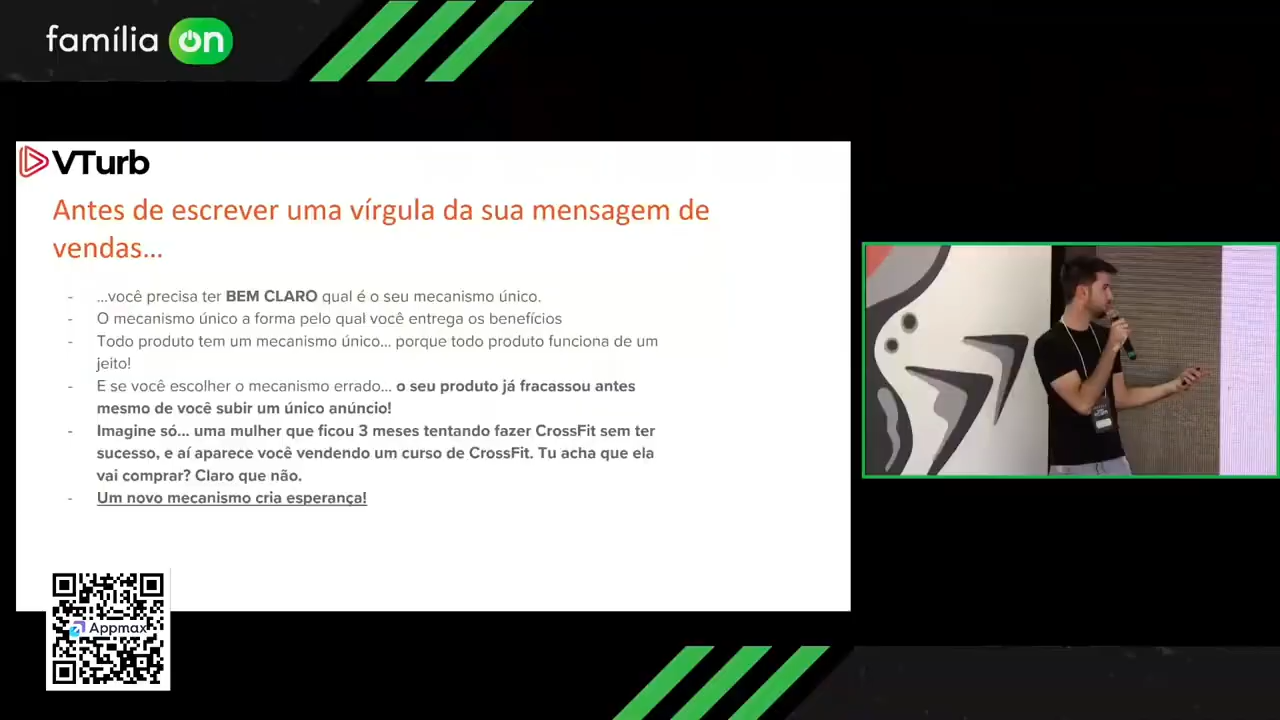 família on
VTurb
Antes de escrever uma vírgula da sua mensagem de
vendas...
- ...você precisa ter BEM CLARO qual é o seu mecanismo único.
- O mecanismo único a forma pelo qual você entrega os benefícios
- Todo produto tem um mecanismo único... porque todo produto funciona de um
jeito!
- E se você escolher o mecanismo errado... o seu produto já fracassou antes
mesmo de você subir um único anúncio!
- Imagine só... uma mulher que ficou 3 meses tentando fazer CrossFit sem ter
sucesso, e aí aparece você vendendo um curso de CrossFit. Tu acha que ela
vai comprar? Claro que não.
- Um novo mecanismo cria esperança!
Appmax